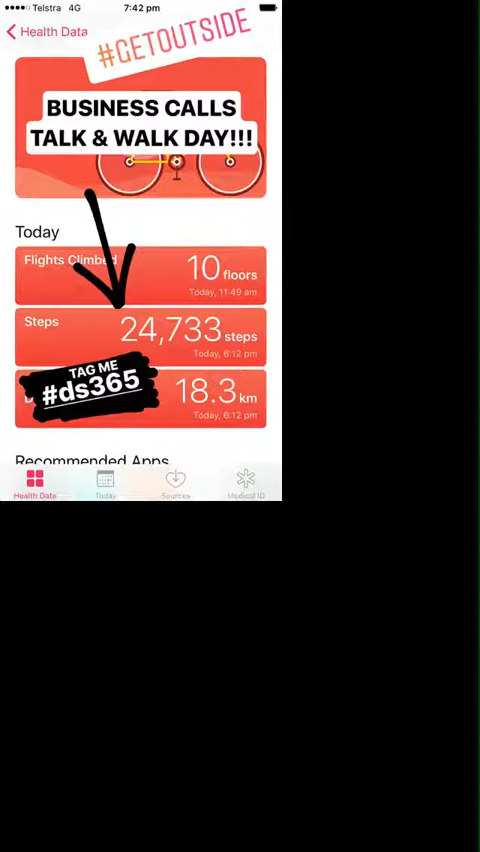 Telstra 4G 7:42 pm
Health Data
#GETOUTSIDE
BUSINESS CALLS
TALK & WALK DAY!!!
Today
Flights Climbed
10 floors
Today, 11:49 am
Steps
24,733 steps
Today, 6:12 pm
TAG ME
#ds365
18.3 km
Today, 6:12 pm
Recommended Apps
Health Data Today Sources Medical ID